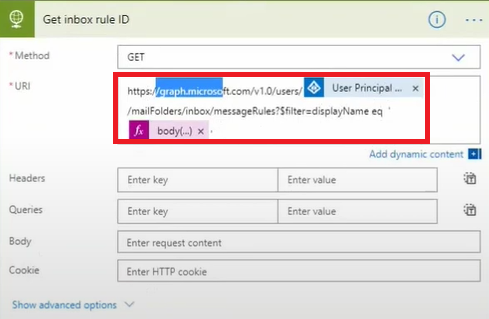 Get inbox rule ID
* Method
GET
* URI
https://graph.microsoft.com/v1.0/users/ User Principal ... ×
/mailFolders/inbox/messageRules?$filter=displayName eq '
fx body(...) × '
Add dynamic content
Headers
Enter key
Enter value
Queries
Enter key
Enter value
Body
Enter request content
Cookie
Enter HTTP cookie
Show advanced options